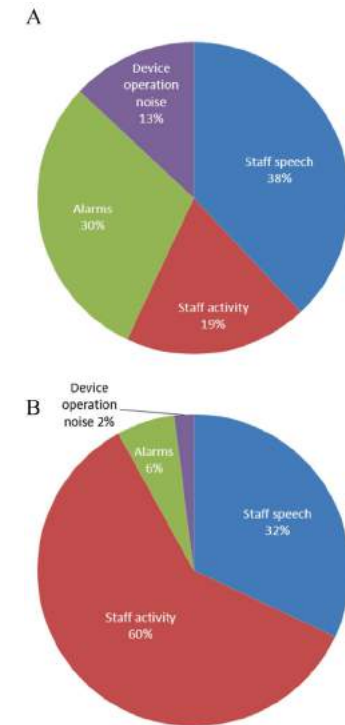 A
Device
operation
noise
13%
Staff speech
38%
Alarms
30%
Staff activity
19%
B
Device
operation
noise 2%
Alarms
6%
Staff speech
32%
Staff activity
60%